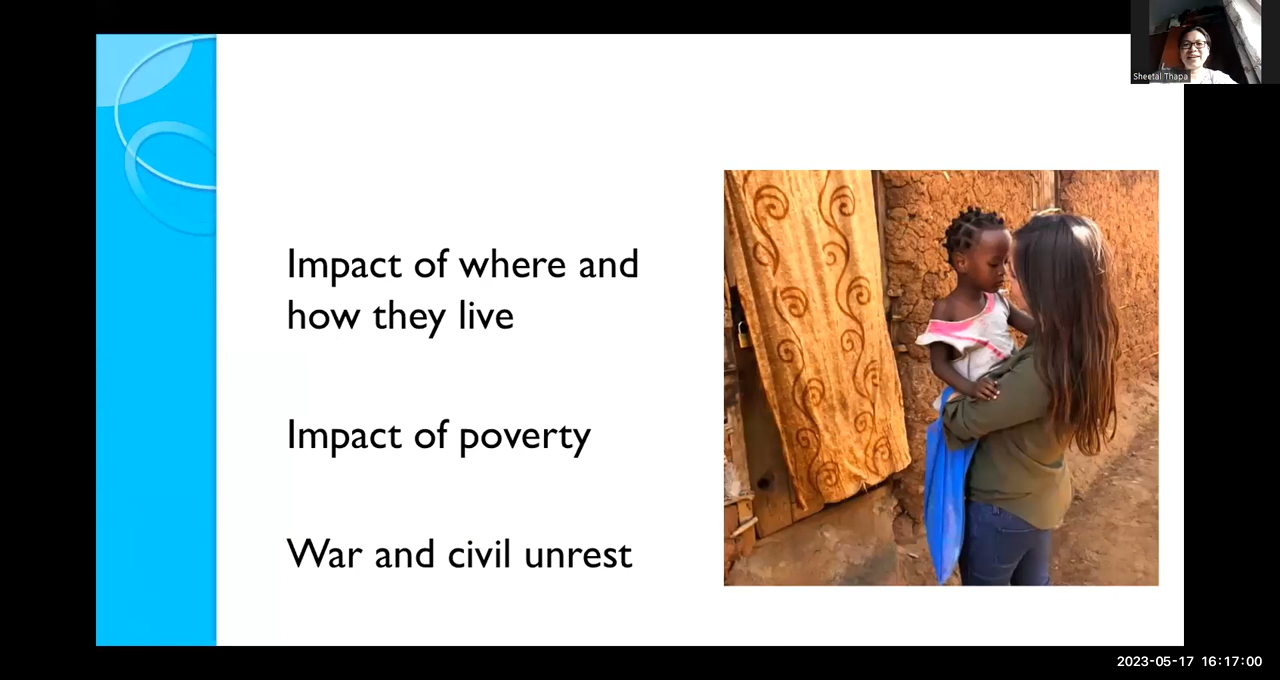 Sheetal Thapa
Impact of where and
how they live
Impact of poverty
War and civil unrest
2023-05-17 16:17:00